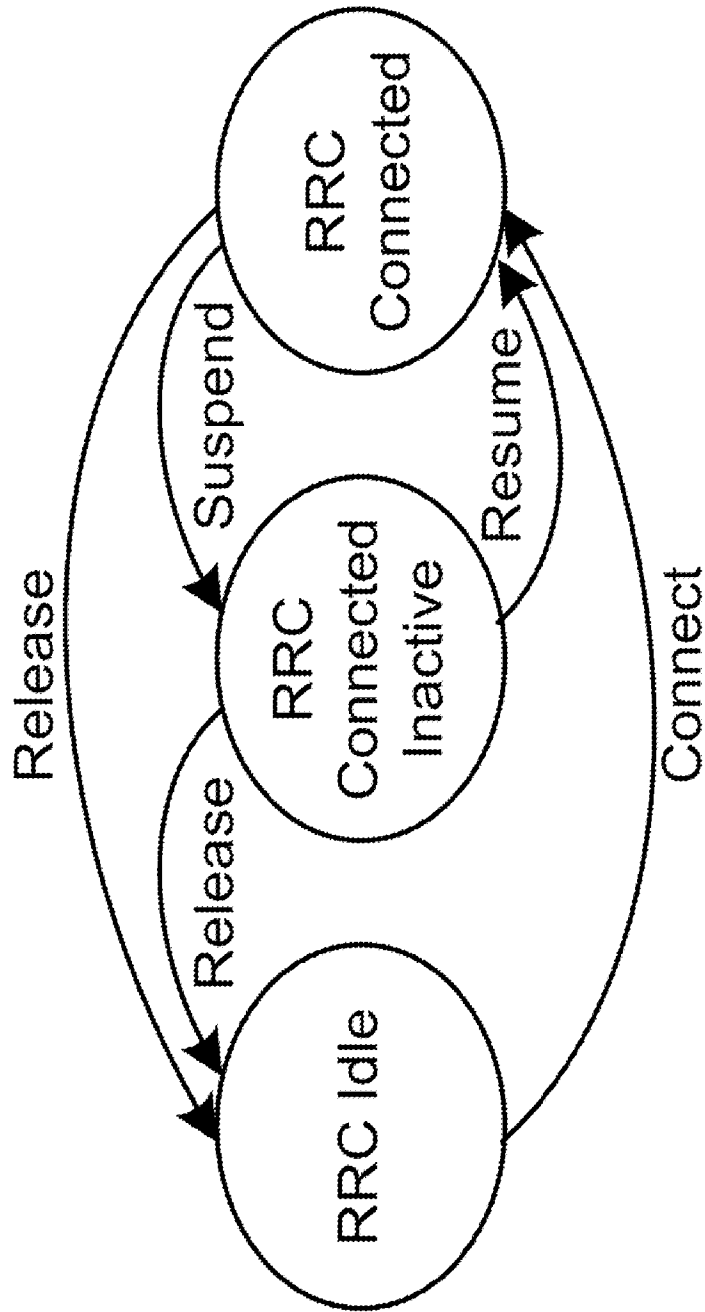 Release
Release
Suspend
RRC Idle
RRC
Connected
Inactive
RRC
Connected
Resume
Connect